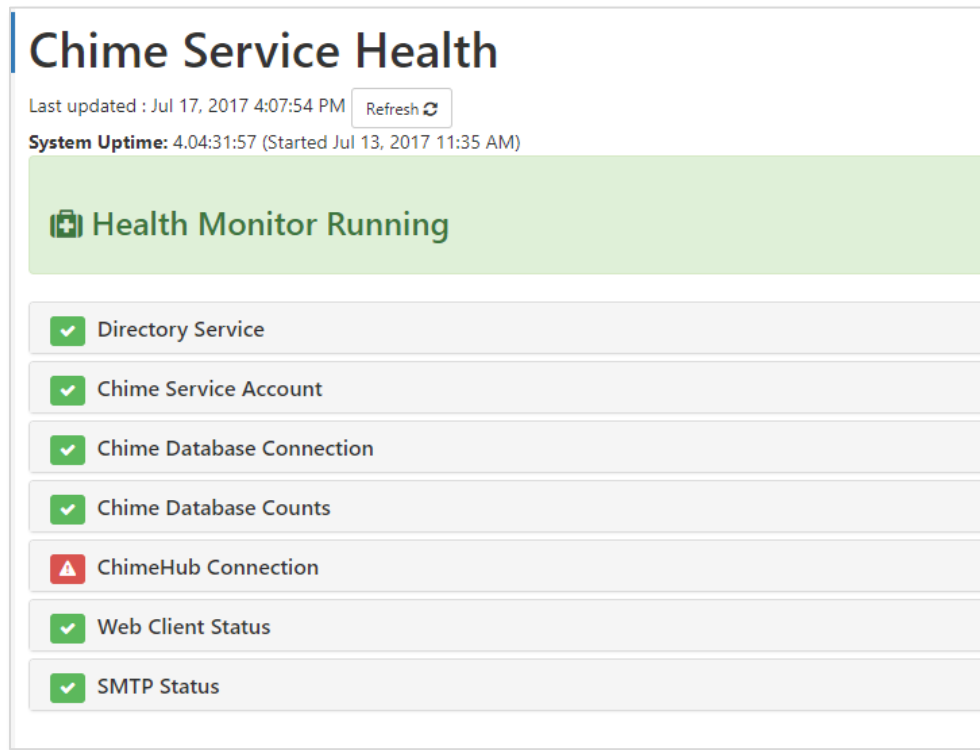 Chime Service Health
Last updated : Jul 17, 2017 4:07:54 PM Refresh
System Uptime: 4.04:31:57 (Started Jul 13, 2017 11:35 AM)
Health Monitor Running
Directory Service
Chime Service Account
Chime Database Connection
Chime Database Counts
ChimeHub Connection
Web Client Status
SMTP Status